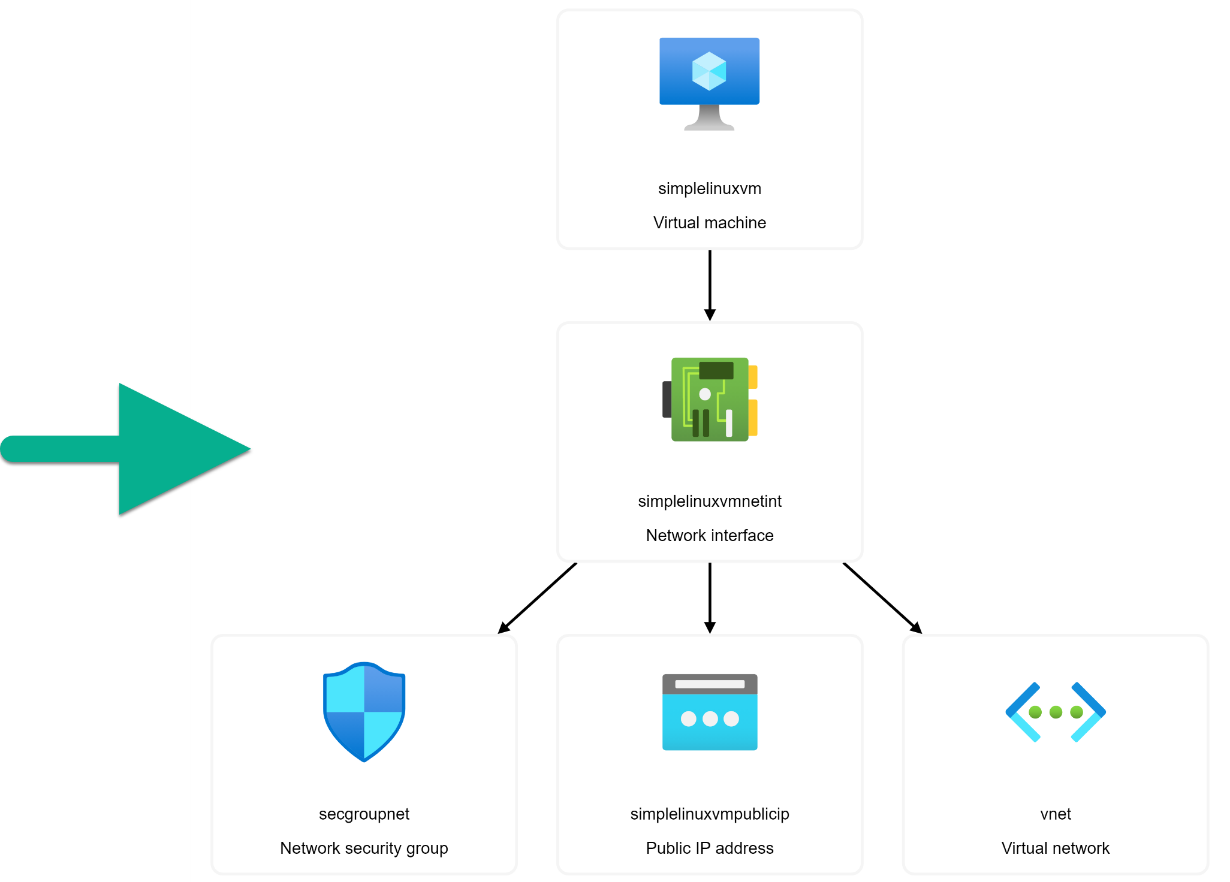 simplelinuxvm
Virtual machine
simplelinuxvmnetint
Network interface
secgroupnet
Network security group
simplelinuxvmpublicip
Public IP address
vnet
Virtual network